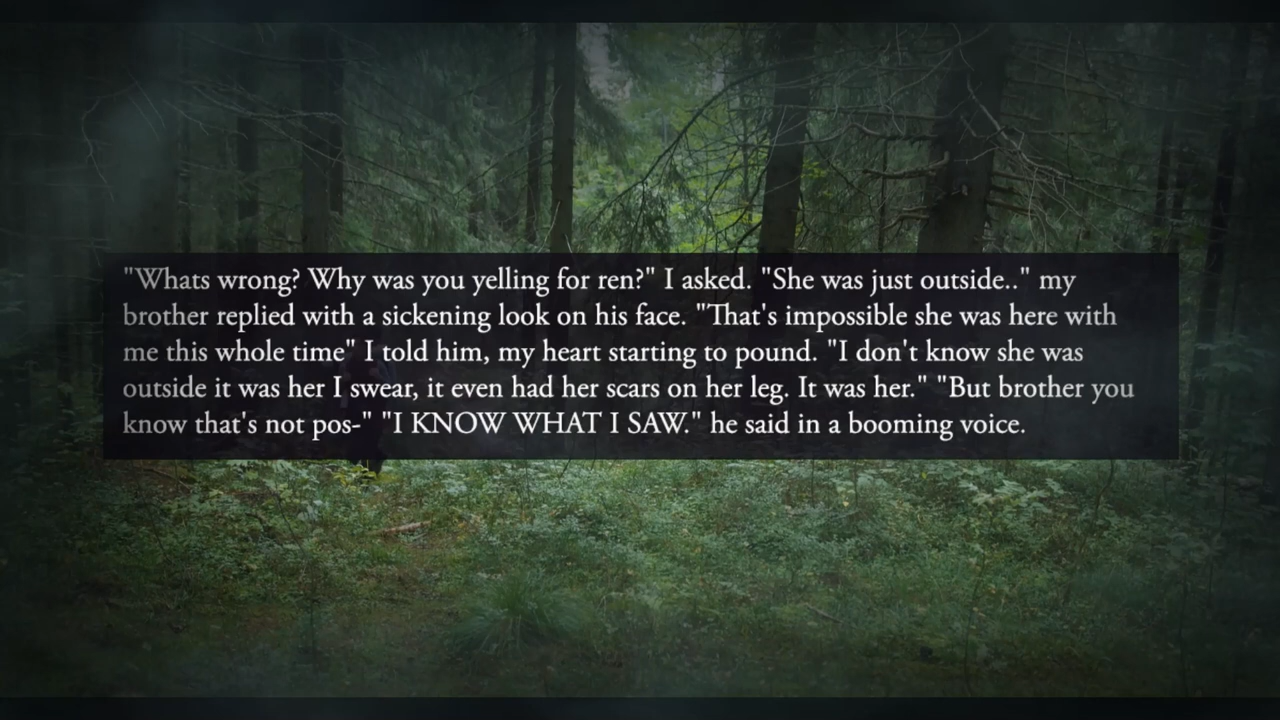 "Whats wrong? Why was you yelling for ren?" I asked. "She was just outside.." my
brother replied with a sickening look on his face. "That's impossible she was here with
me this whole time" I told him, my heart starting to pound. "I don't know she was
outside it was her I swear, it even had her scars on her leg. It was her." "But brother you
know that's not pos-" "I KNOW WHAT I SAW." he said in a booming voice.